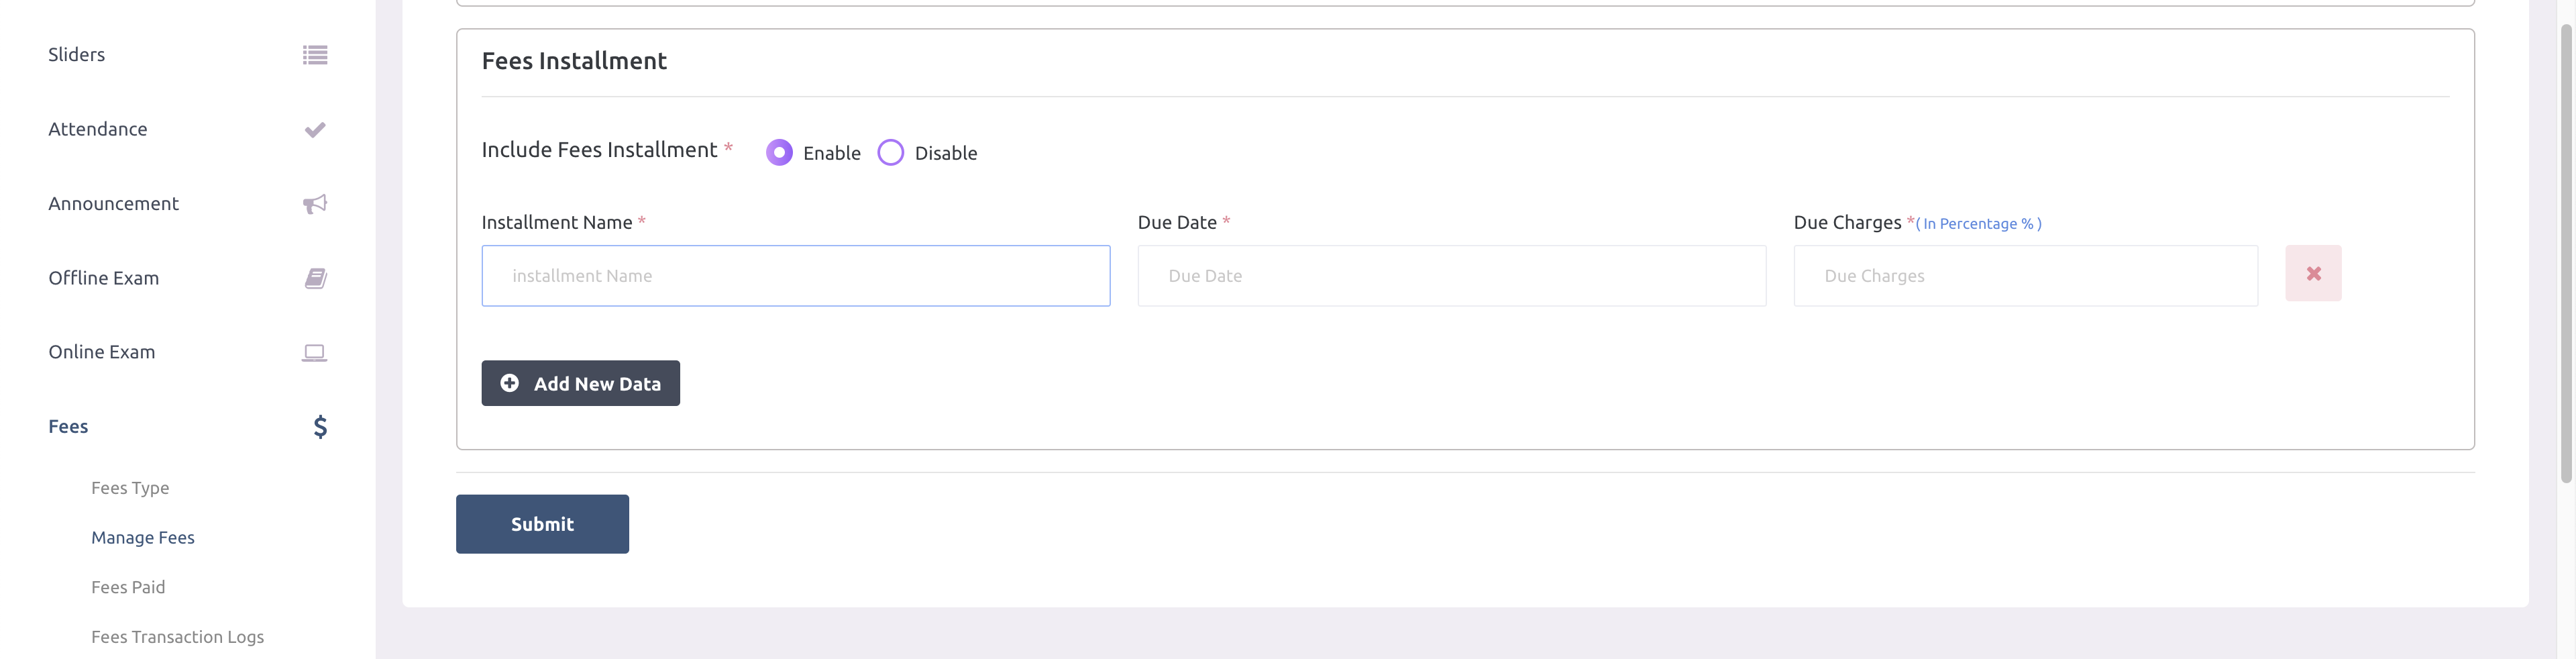 Sliders
Attendance
Announcement
Offline Exam
Online Exam
Fees
Fees Type
Manage Fees
Fees Paid
Fees Transaction Logs
Fees Installment
Include Fees Installment * Enable Disable
Installment Name * Due Date * Due Charges *( In Percentage % )
installment Name Due Date Due Charges
Add New Data
Submit